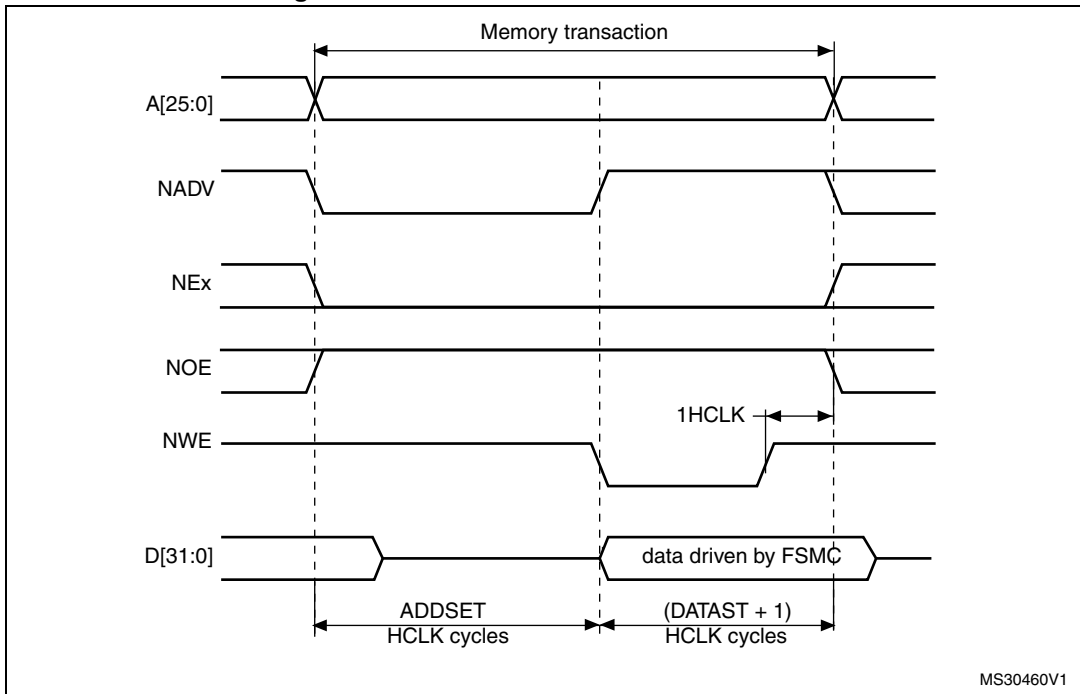 Memory transaction
A[25:0]
NADV
NEx
NOE
1HCLK
NWE
D[31:0]
data driven by FSMC
ADDSET
HCLK cycles
(DATAST + 1)
HCLK cycles
MS30460V1